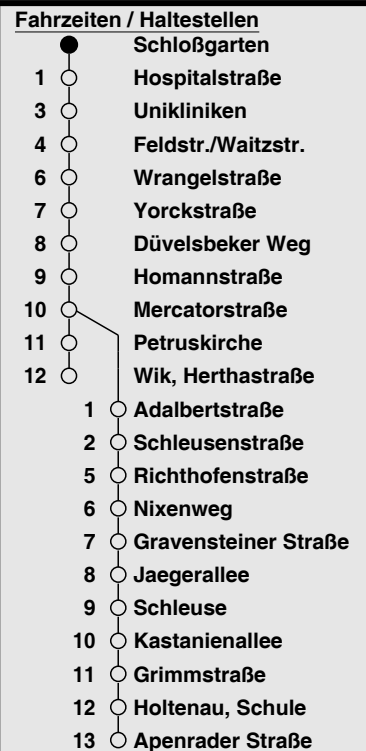 Fahrzeiten / Haltestellen
Schloßgarten
1 Hospitalstraße
3 Unikliniken
4 Feldstr./Waitzstr.
6 Wrangelstraße
7 Yorckstraße
8 Düvelsbeker Weg
9 Homannstraße
10 Mercatorstraße
11 Petruskirche
12 Wik, Herthastraße
1 Adalbertstraße
2 Schleusenstraße
5 Richthofenstraße
6 Nixenweg
7 Gravensteiner Straße
8 Jaegerallee
9 Schleuse
10 Kastanienallee
11 Grimmstraße
12 Holtenau, Schule
13 Apenrader Straße